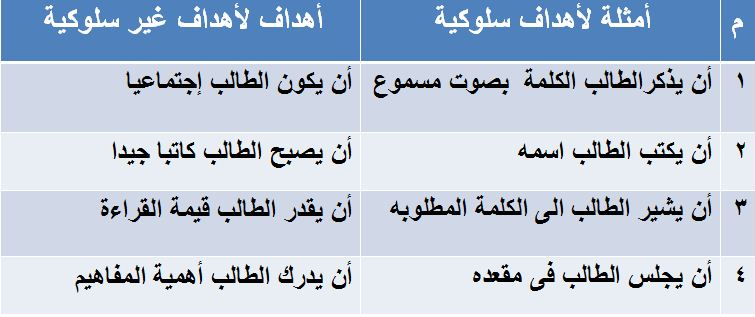 م أمثلة لأهداف سلوكية أهداف لأهداف غير سلوكية
١ أن يذكرالطالب الكلمة بصوت مسموع أن يكون الطالب إجتماعيا
٢ أن يكتب الطالب اسمه أن يصبح الطالب كاتبا جيدا
٣ أن يشير الطالب الى الكلمة المطلوبه أن يقدر الطالب قيمة القراءة
٤ أن يجلس الطالب فى مقعده أن يدرك الطالب أهمية المفاهيم